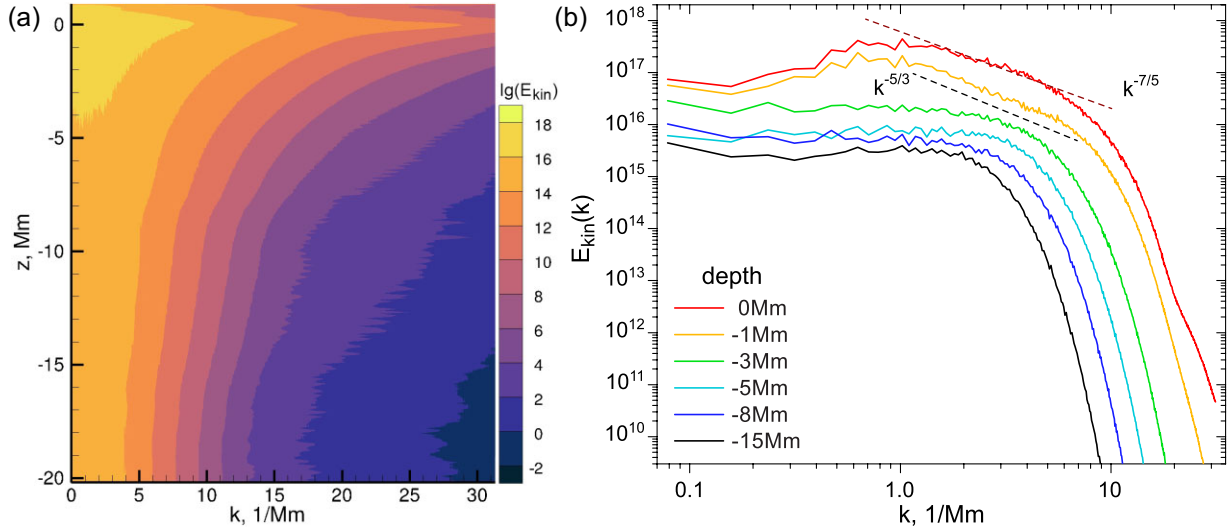 (a)
0
-5
-10
-15
-20
z, Mm
0 5 10 15 20 25 30
k, 1/Mm
lg(E_kin)
18
16
14
12
10
8
6
4
2
0
-2
(b)
10^18
10^17
10^16
10^15
10^14
10^13
10^12
10^11
10^10
E_kin(k)
k^-5/3
k^-7/5
depth
0Mm
-1Mm
-3Mm
-5Mm
-8Mm
-15Mm
0.1 1.0 10
k, 1/Mm